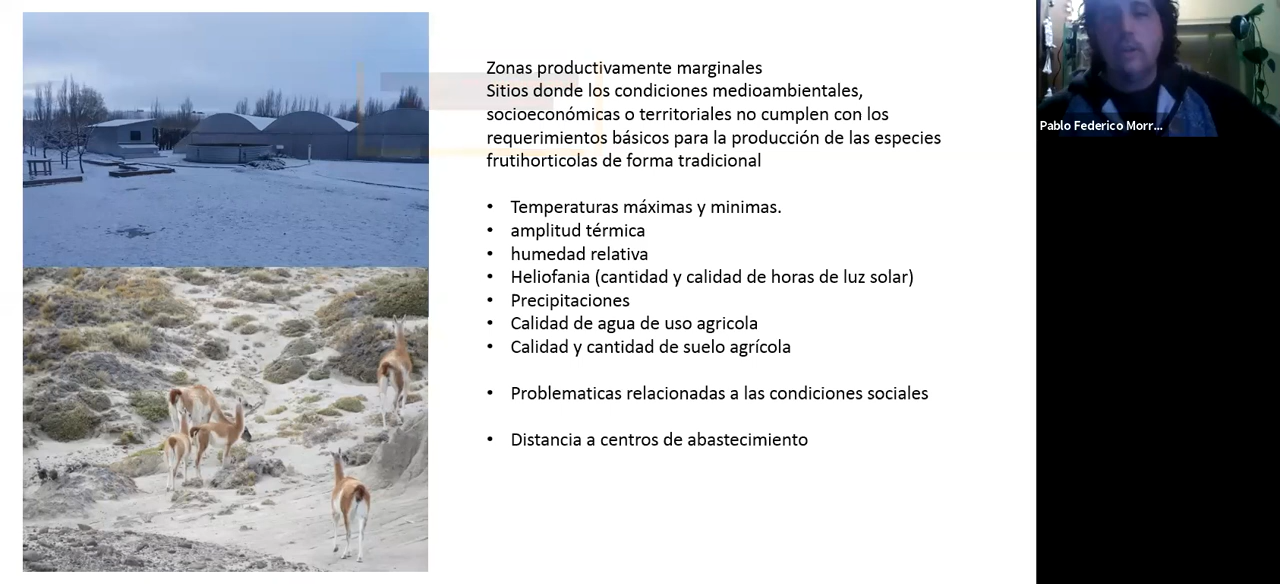 Zonas productivamente marginales
Sitios donde los condiciones medioambientales,
socioeconómicas o territoriales no cumplen con los
requerimientos básicos para la producción de las especies
frutihorticolas de forma tradicional
• Temperaturas máximas y minimas.
• amplitud térmica
• humedad relativa
• Heliofania (cantidad y calidad de horas de luz solar)
• Precipitaciones
• Calidad de agua de uso agricola
• Calidad y cantidad de suelo agrícola
• Problematicas relacionadas a las condiciones sociales
• Distancia a centros de abastecimiento
Pablo Federico Morr...